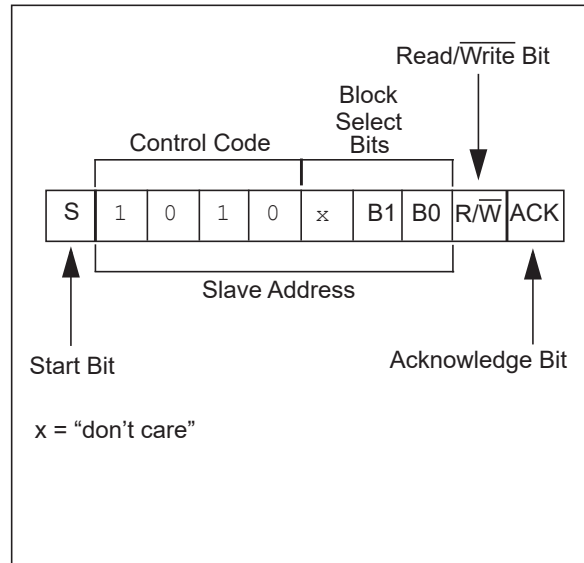 Read/Write Bit
Block
Select
Bits
Control Code
S 1 0 1 0 x B1 B0 R/W ACK
Slave Address
Start Bit
Acknowledge Bit
x = “don’t care”